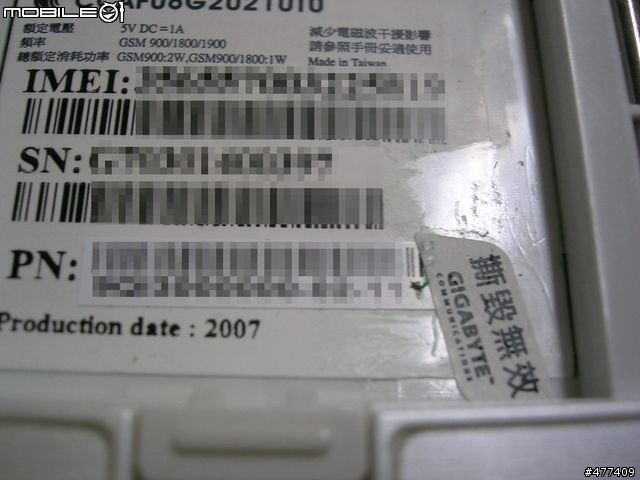 MOBILE01
AF08G2021010
額定電壓 5V DC=1A
頻率 GSM 900/1800/1900
總額定消耗功率 GSM900:2W,GSM900/1800:1W
減少電磁波干擾影響
請參照手冊妥適使用
Made in Taiwan
IMEI:
SN:
PN:
Production date : 2007
撕毀無效
GIGABYTE™
COMMUNICATIONS
#477409